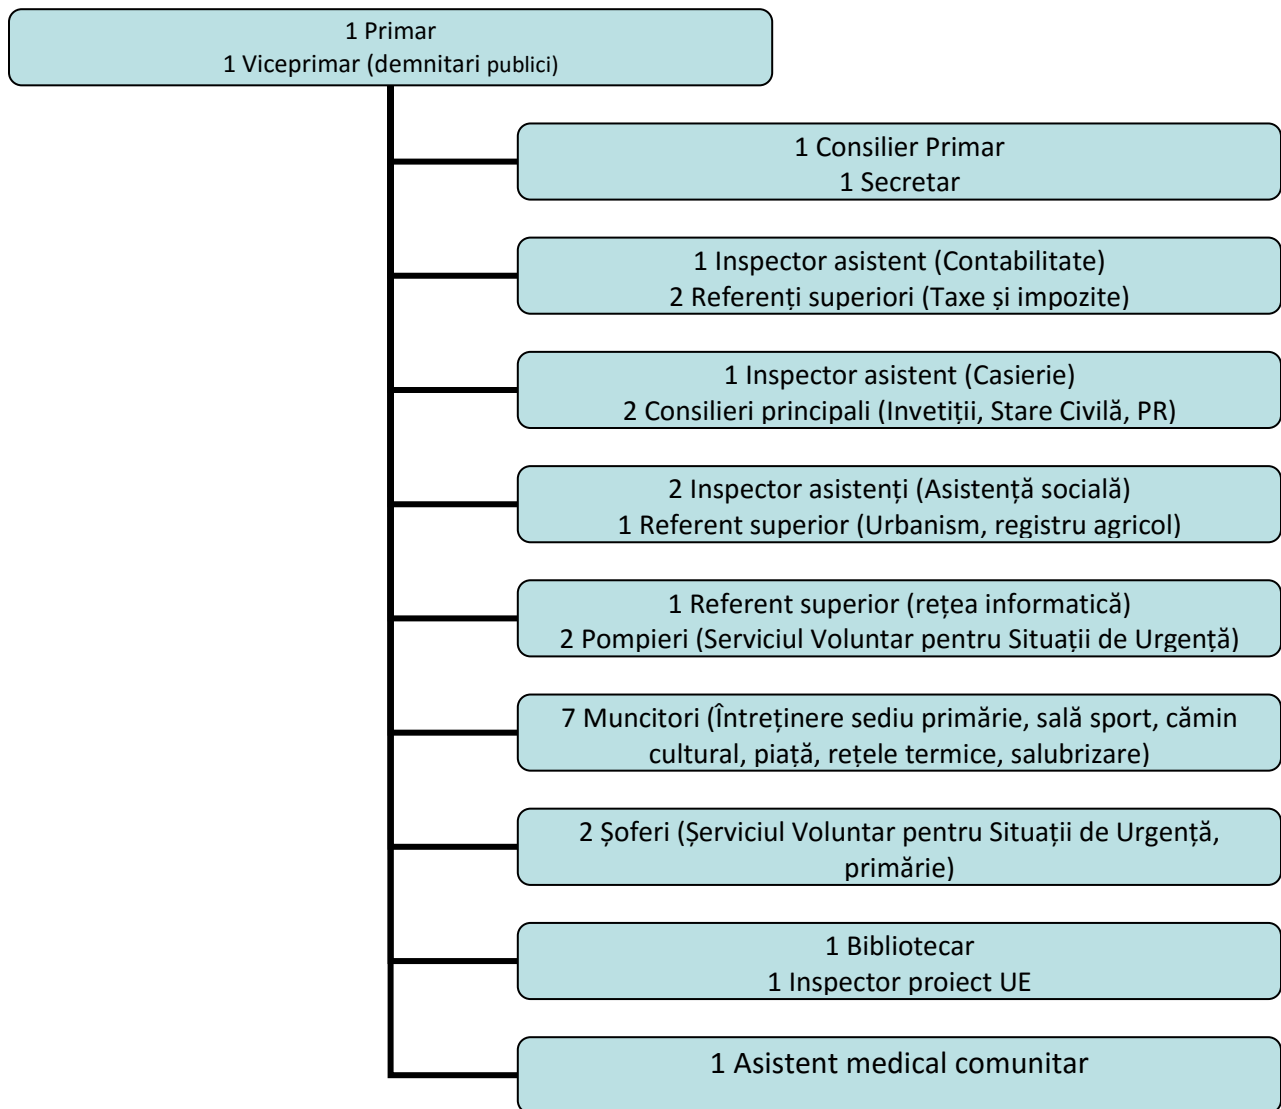 1 Primar
1 Viceprimar (demnitari publici)
1 Consilier Primar
1 Secretar
1 Inspector asistent (Contabilitate)
2 Referenți superiori (Taxe și impozite)
1 Inspector asistent (Casierie)
2 Consilieri principali (Invetiții, Stare Civilă, PR)
2 Inspector asistenți (Asistență socială)
1 Referent superior (Urbanism, registru agricol)
1 Referent superior (rețea informatică)
2 Pompieri (Serviciul Voluntar pentru Situații de Urgență)
7 Muncitori (Întreținere sediu primărie, sală sport, cămin
cultural, piață, rețele termice, salubrizare)
2 Șoferi (Șerviciul Voluntar pentru Situații de Urgență,
primărie)
1 Bibliotecar
1 Inspector proiect UE
1 Asistent medical comunitar